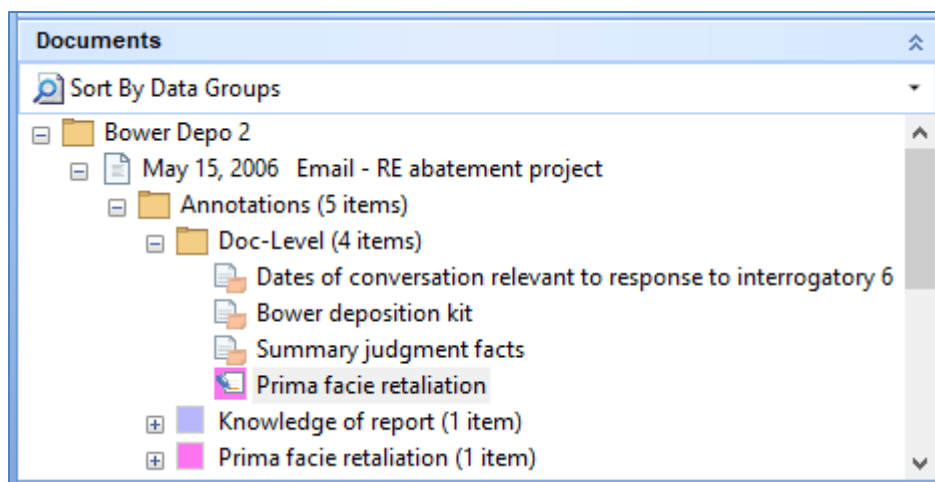 Documents
Sort By Data Groups
Bower Depo 2
May 15, 2006 Email - RE abatement project
Annotations (5 items)
Doc-Level (4 items)
Dates of conversation relevant to response to interrogatory 6
Bower deposition kit
Summary judgment facts
Prima facie retaliation
Knowledge of report (1 item)
Prima facie retaliation (1 item)